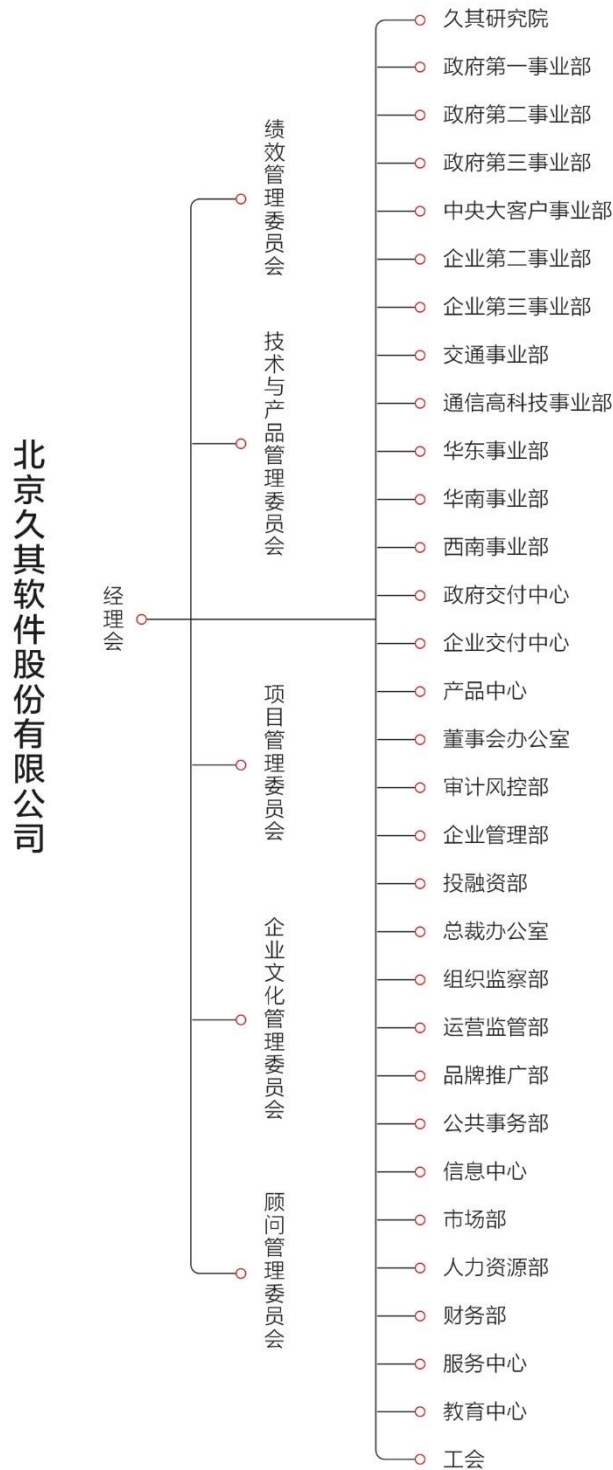 北京久其软件股份有限公司
经理会
绩效管理委员会
技术与产品管理委员会
项目管理委员会
企业文化管理委员会
顾问管理委员会
久其研究院
政府第一事业部
政府第二事业部
政府第三事业部
中央大客户事业部
企业第二事业部
企业第三事业部
交通事业部
通信高科技事业部
华东事业部
华南事业部
西南事业部
政府交付中心
企业交付中心
产品中心
董事会办公室
审计风控部
企业管理部
投融资部
总裁办公室
组织监察部
运营监管部
品牌推广部
公共事务部
信息中心
市场部
人力资源部
财务部
服务中心
教育中心
工会